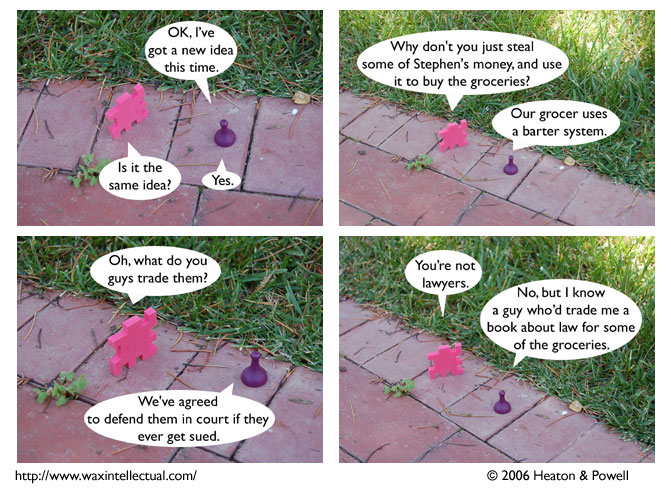 OK, I've
got a new idea
this time.
Is it the
same idea?
Yes.
Why don't you just steal
some of Stephen's money, and use
it to buy the groceries?
Our grocer uses
a barter system.
Oh, what do you
guys trade them?
We've agreed
to defend them in court if they
ever get sued.
You're not
lawyers.
No, but I know
a guy who'd trade me a
book about law for some
of the groceries.
http://www.waxintellectual.com/
© 2006 Heaton & Powell